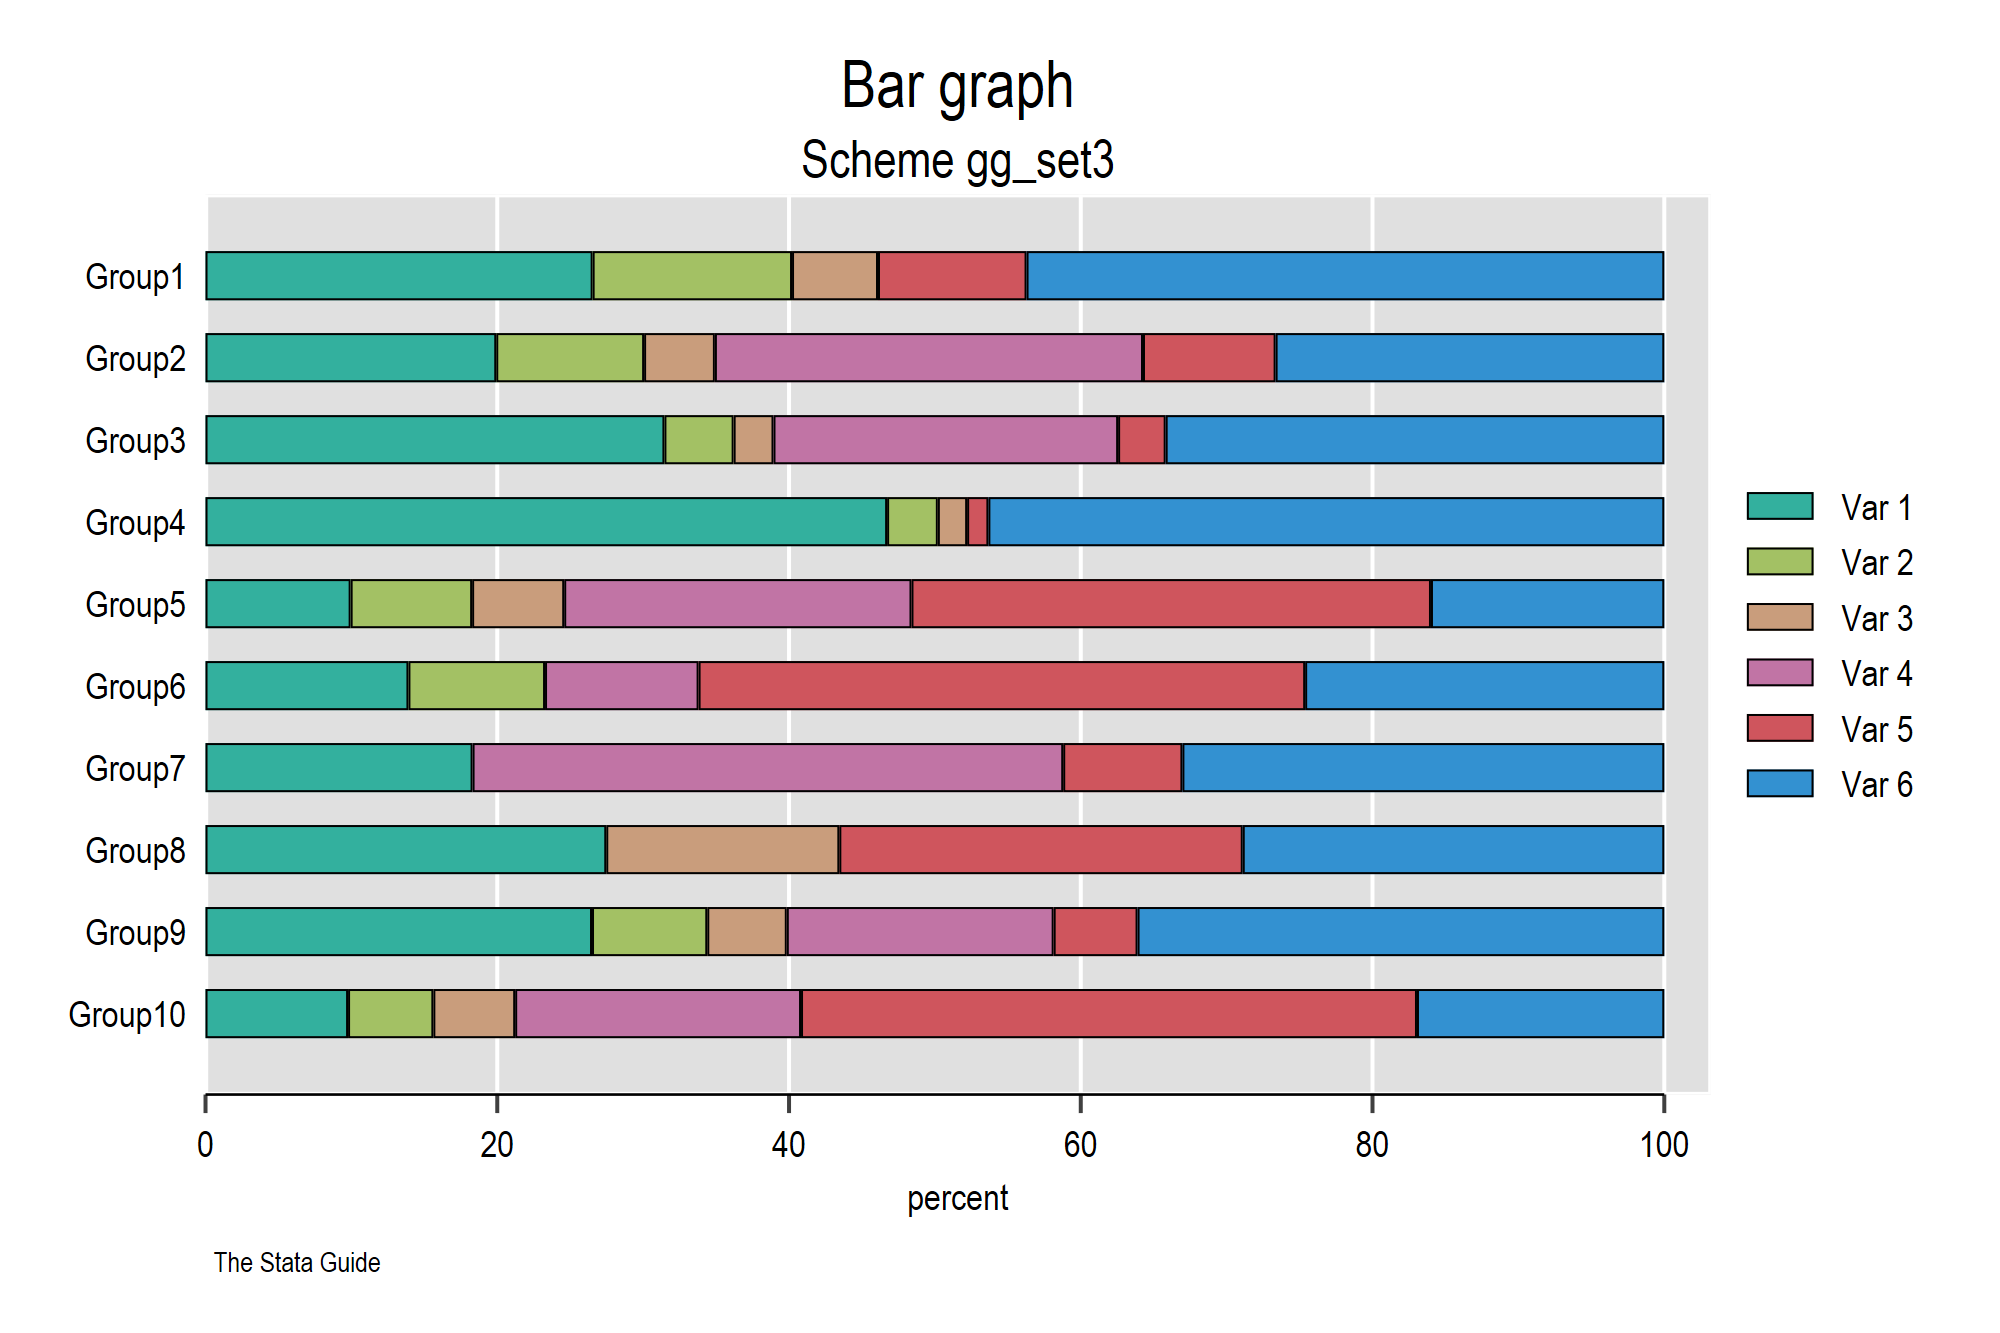 Bar graph
Scheme gg_set3
Group1
Group2
Group3
Group4
Group5
Group6
Group7
Group8
Group9
Group10
Var 1
Var 2
Var 3
Var 4
Var 5
Var 6
0 20 40 60 80 100
percent
The Stata Guide